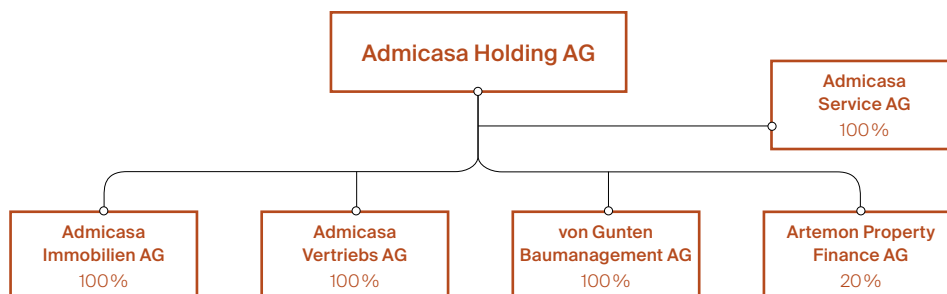 Admicasa Holding AG
Admicasa
Service AG
100%
Admicasa
Immobilien AG
100%
Admicasa
Vertriebs AG
100%
von Gunten
Baumanagement AG
100%
Artemon Property
Finance AG
20%